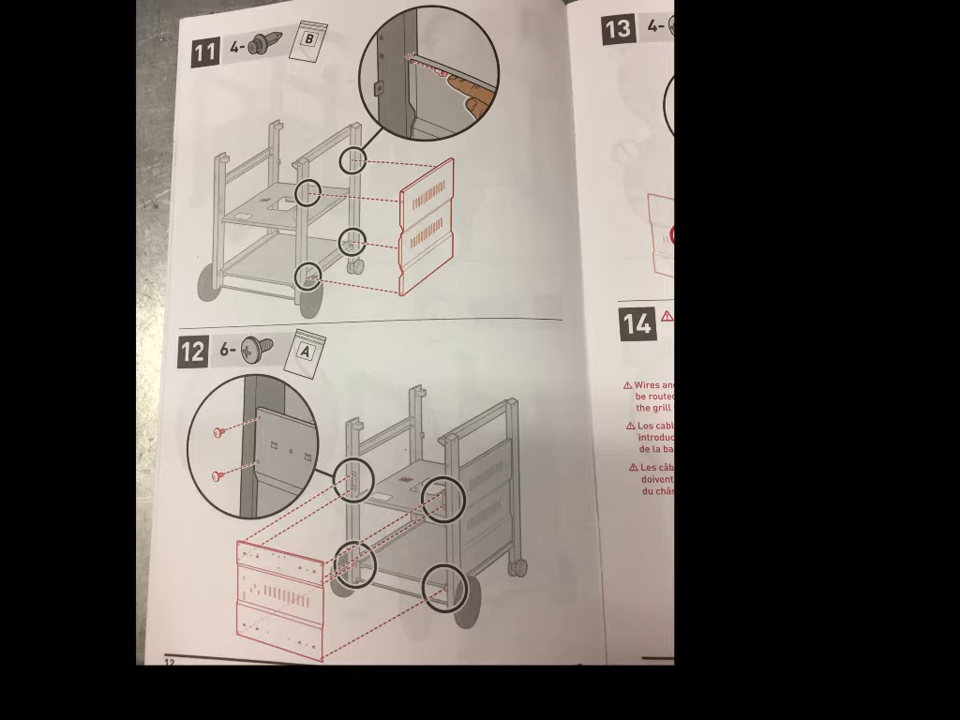 11
4-
B
12
6-
A
12
13
4-
14
Wires an
be route
the grill
Los cabl
introduc
de la ba
Les câb
doivent
du châs